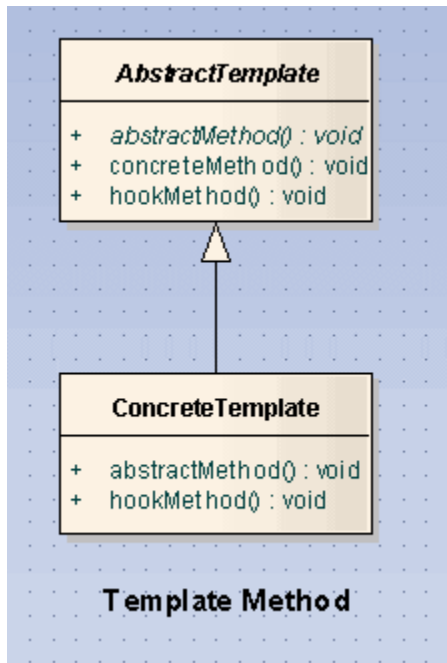 AbstractTemplate
+ abstractMethod() : void
+ concreteMethod() : void
+ hookMethod() : void
ConcreteTemplate
+ abstractMethod() : void
+ hookMethod() : void
Template Method